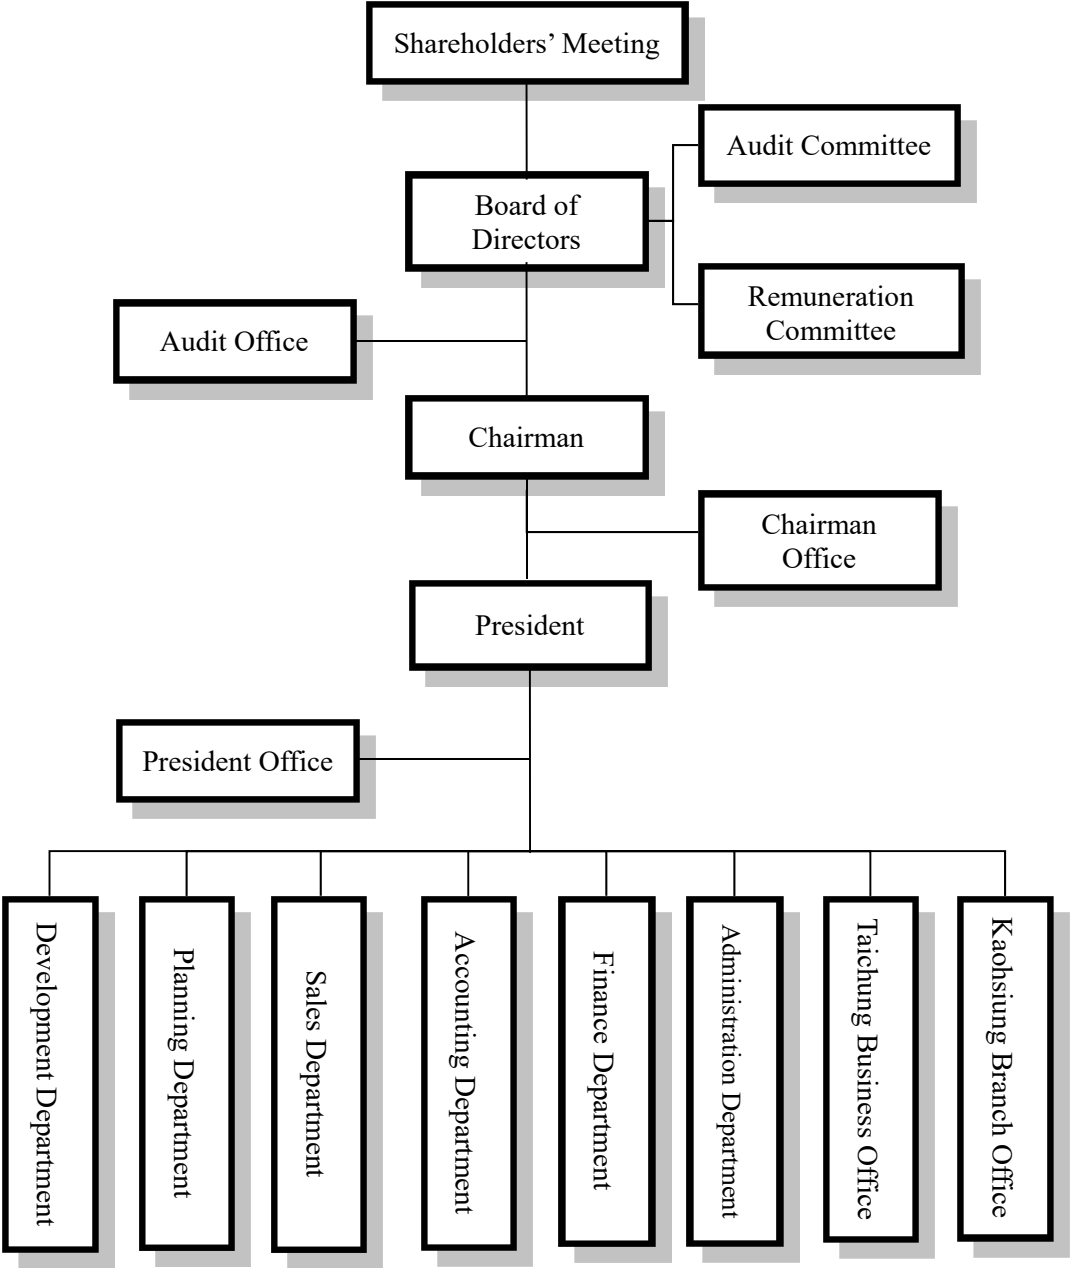 Shareholders’ Meeting
Audit Committee
Board of
Directors
Remuneration
Committee
Audit Office
Chairman
Chairman
Office
President
President Office
Development Department
Planning Department
Sales Department
Accounting Department
Finance Department
Administration Department
Taichung Business Office
Kaohsiung Branch Office